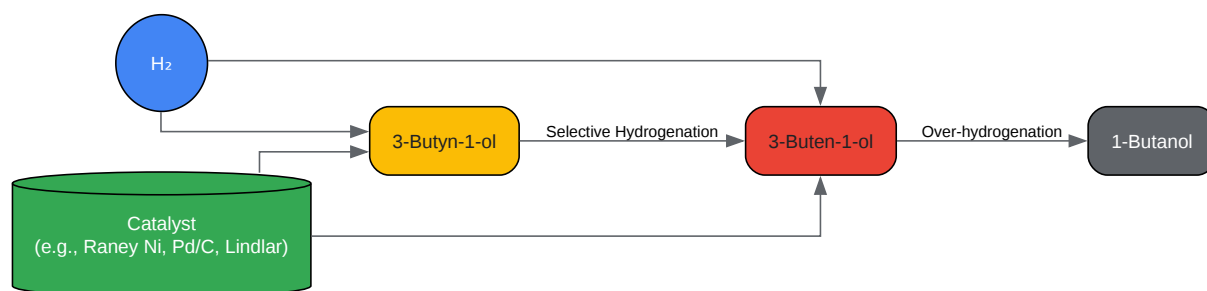 H₂
3-Butyn-1-ol
Selective Hydrogenation
3-Buten-1-ol
Over-hydrogenation
1-Butanol
Catalyst
(e.g., Raney Ni, Pd/C, Lindlar)